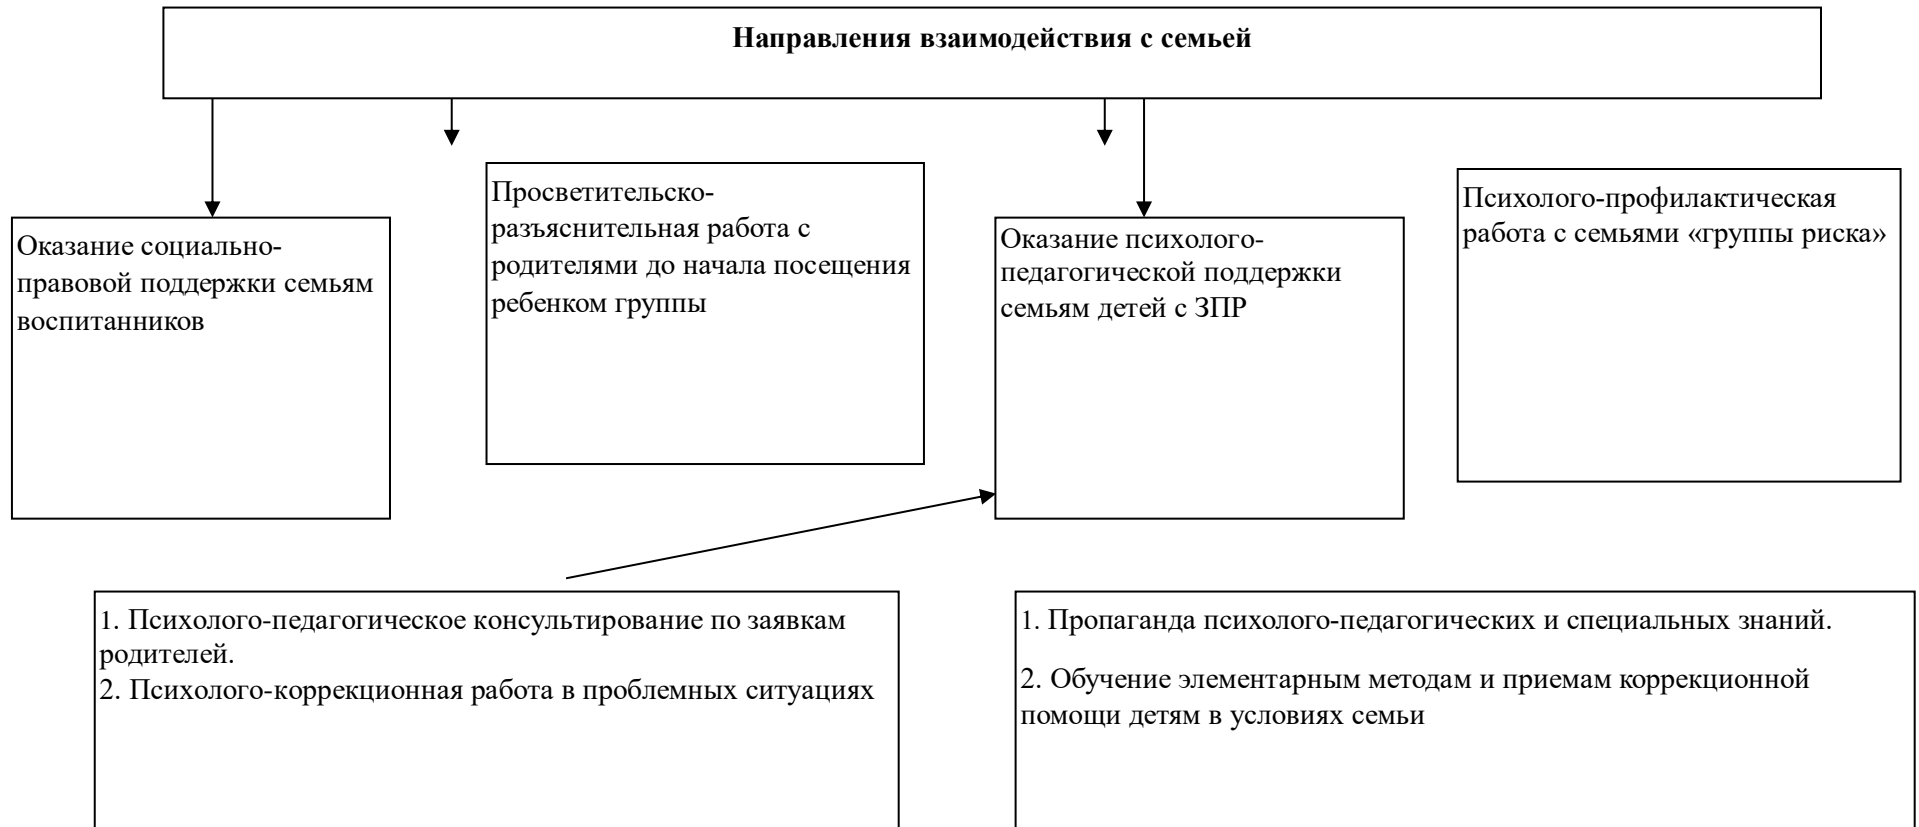 Направления взаимодействия с семьей
Оказание социально-
правовой поддержки семьям
воспитанников
Просветительско-
разъяснительная работа с
родителями до начала посещения
ребенком группы
Оказание психолого-
педагогической поддержки
семьям детей с ЗПР
Психолого-профилактическая
работа с семьями «группы риска»
1. Психолого-педагогическое консультирование по заявкам
родителей.
2. Психолого-коррекционная работа в проблемных ситуациях
1. Пропаганда психолого-педагогических и специальных знаний.
2. Обучение элементарным методам и приемам коррекционной
помощи детям в условиях семьи